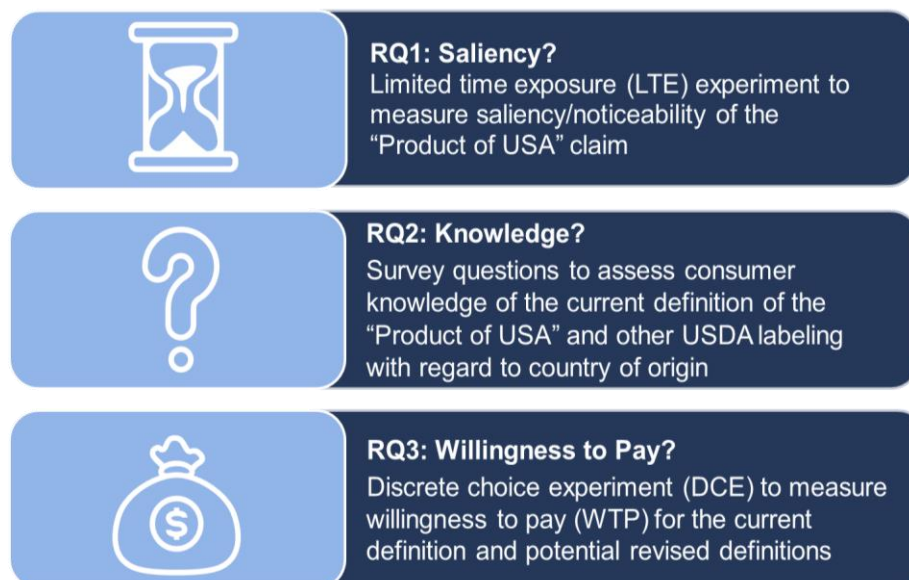 RQ1: Saliency?
Limited time exposure (LTE) experiment to
measure saliency/noticeability of the
“Product of USA” claim
RQ2: Knowledge?
Survey questions to assess consumer
knowledge of the current definition of the
“Product of USA” and other USDA labeling
with regard to country of origin
$
RQ3: Willingness to Pay?
Discrete choice experiment (DCE) to measure
willingness to pay (WTP) for the current
definition and potential revised definitions